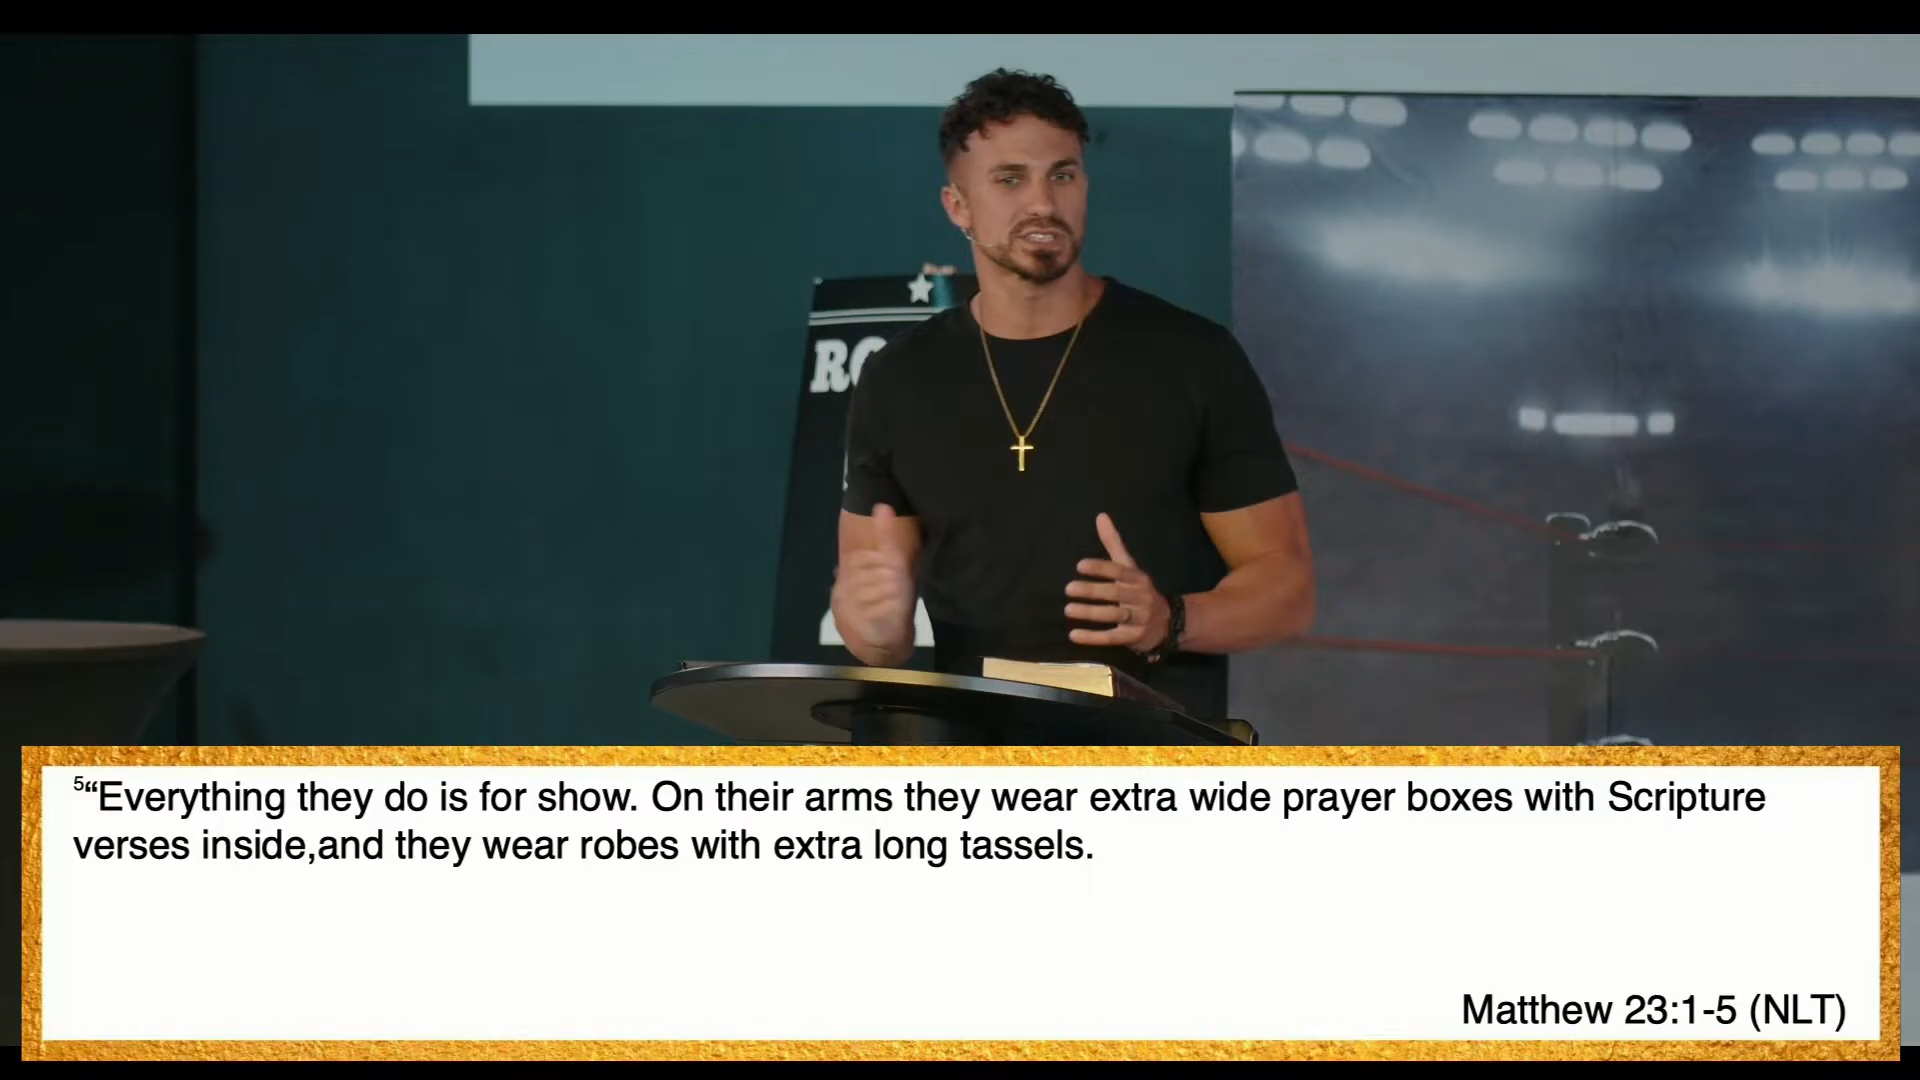 RO
5“Everything they do is for show. On their arms they wear extra wide prayer boxes with Scripture
verses inside,and they wear robes with extra long tassels.
Matthew 23:1-5 (NLT)